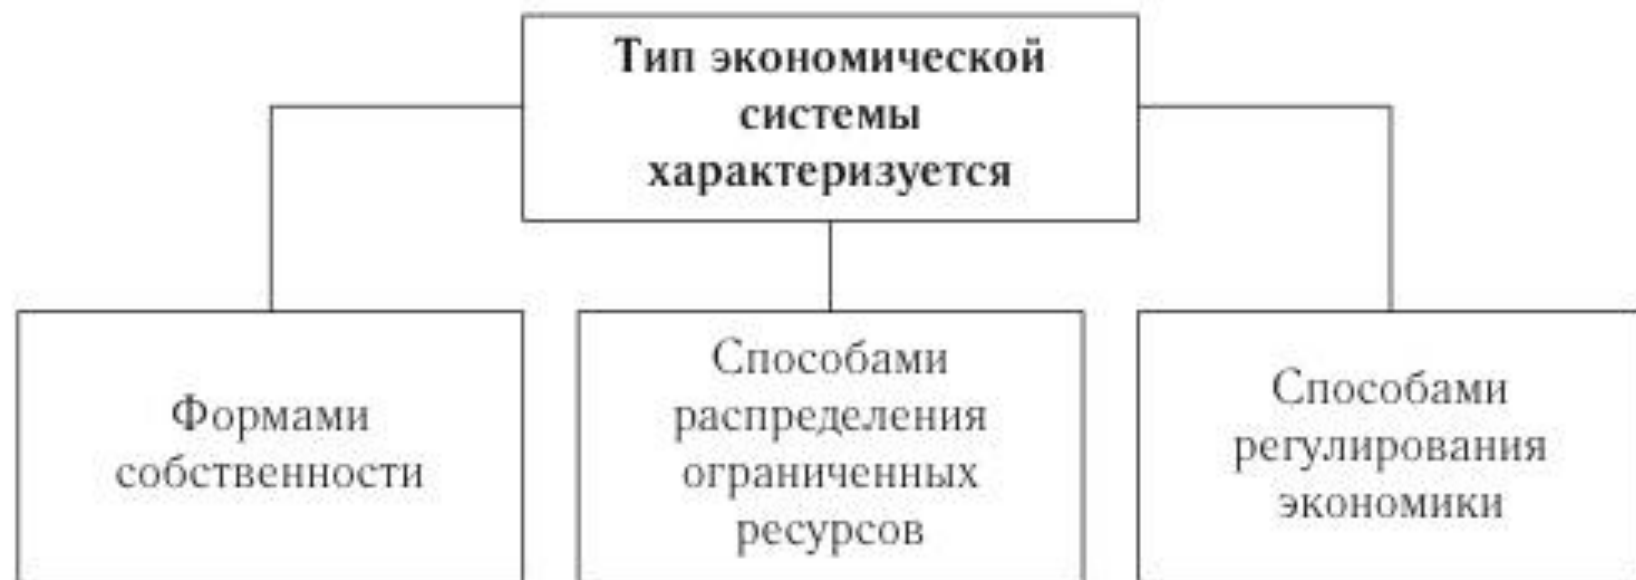 Тип экономической
системы
характеризуется
Формами
собственности
Способами
распределения
ограниченных
ресурсов
Способами
регулирования
экономики